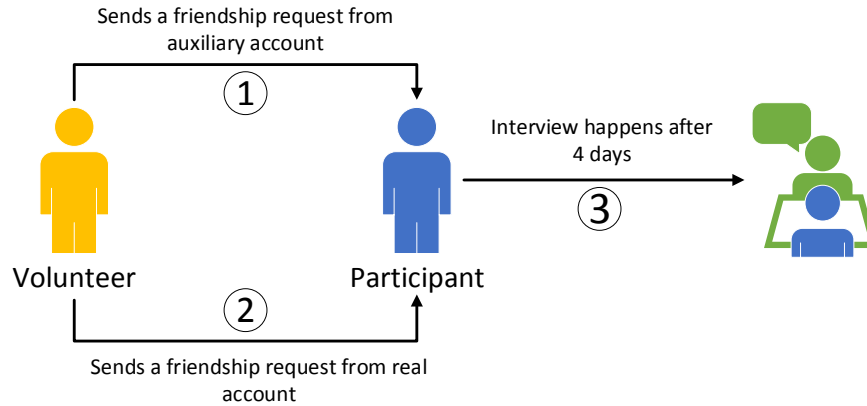 Sends a friendship request from
auxiliary account
1
Interview happens after
4 days
3
Volunteer
Participant
2
Sends a friendship request from real
account